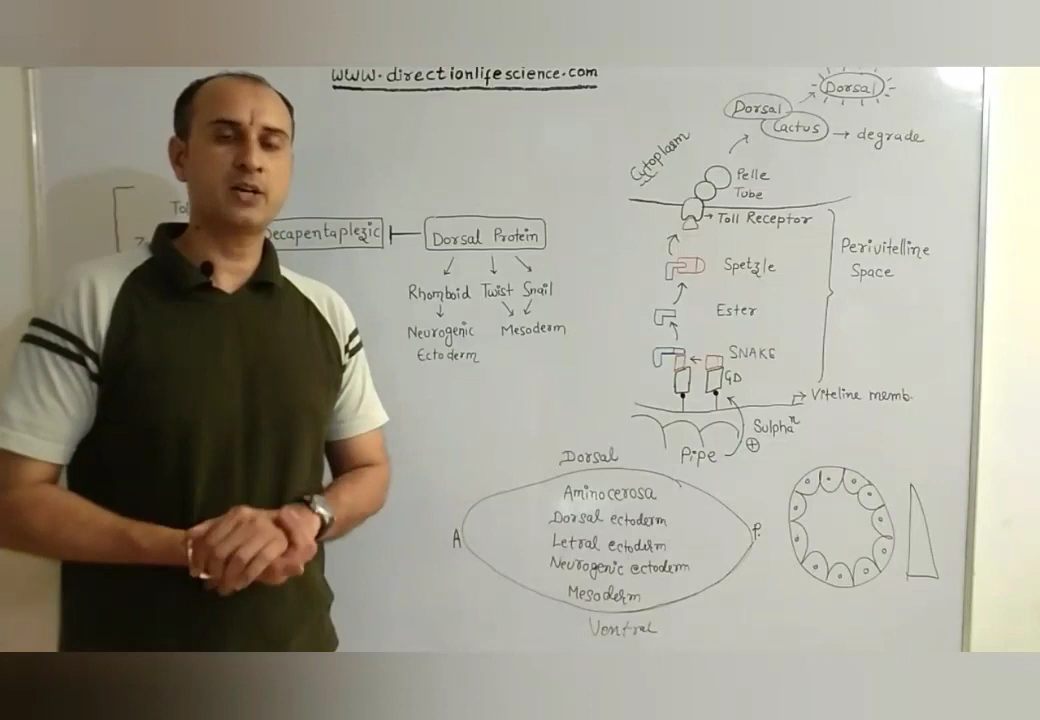 www.directionlifescience.com
Decapentaplezic
Dorsal Protein
Rhomboid Twist Snail
Neurogenic
Ectoderm
Mesoderm
Dorsal
Dorsal
Cactus → degrade
Cytoplasm
Pelle
Tube
→ Toll Receptor
Spetzle
Ester
SNAKE
GD
Perivitelline
Space
Viteline memb.
Sulphaⁿ
⊕
Pipe
Dorsal
Aminocerosa
Dorsal ectoderm
Letral ectoderm
Neurogenic ectoderm
Mesoderm
Ventral
A
P.